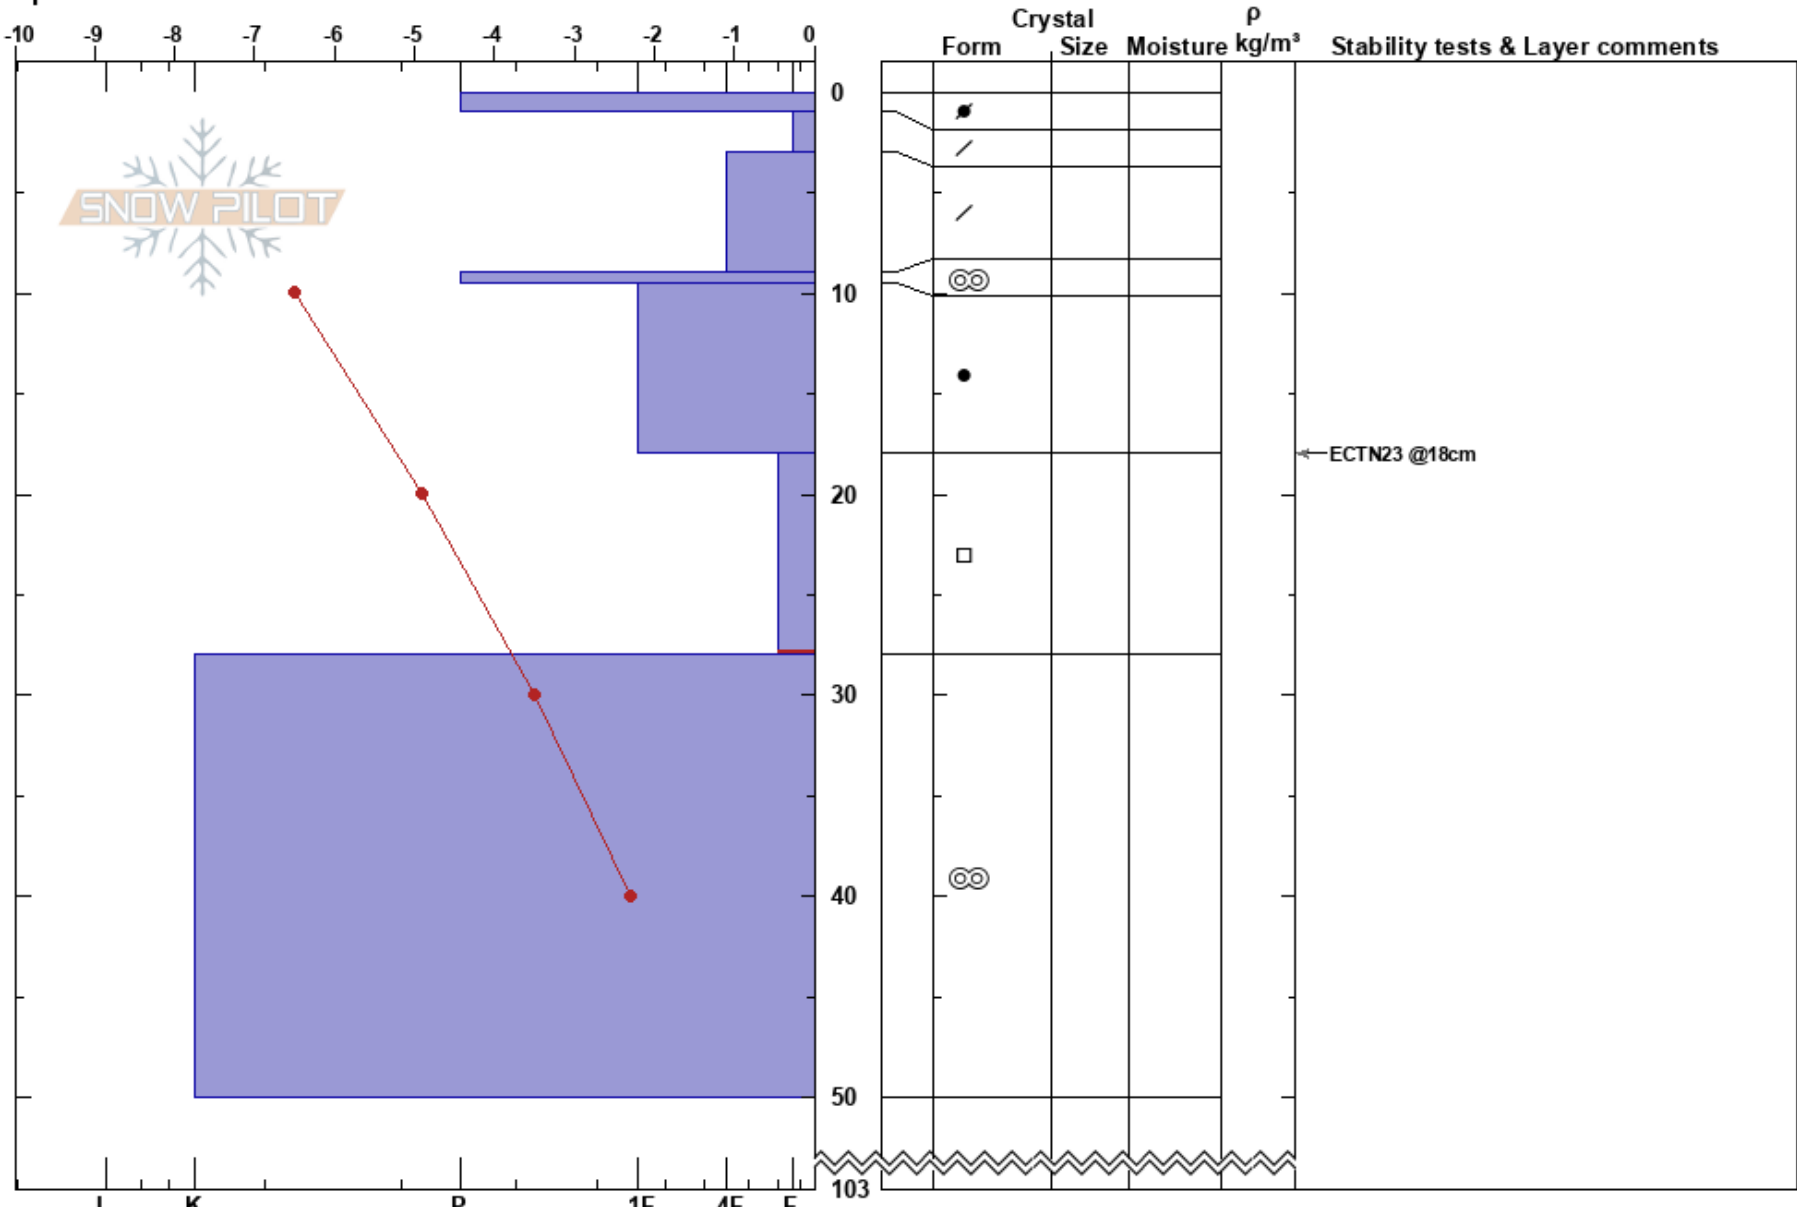 Crystal ρ
-10 -9 -8 -7 -6 -5 -4 -3 -2 -1 0 Form Size Moisture kg/m³ Stability tests & Layer comments
0
SNOW PILOT
10
ECTN23 @18cm
20
30
40
50
103
I K P 1F 4F F